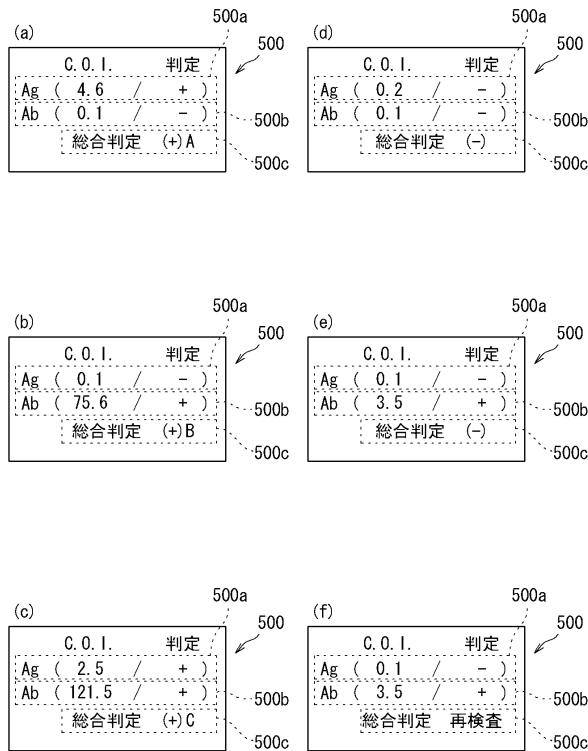 (a)
500a
500
C.O.I. 判定
Ag ( 4.6 / + )
Ab ( 0.1 / − )
500b
総合判定 (+)A
500c
(d)
500a
500
C.O.I. 判定
Ag ( 0.2 / − )
Ab ( 0.1 / − )
500b
総合判定 (−)
500c
(b)
500a
500
C.O.I. 判定
Ag ( 0.1 / − )
Ab ( 75.6 / + )
500b
総合判定 (+)B
500c
(e)
500a
500
C.O.I. 判定
Ag ( 0.1 / − )
Ab ( 3.5 / + )
500b
総合判定 (−)
500c
(c)
500a
500
C.O.I. 判定
Ag ( 2.5 / + )
Ab ( 121.5 / + )
500b
総合判定 (+)C
500c
(f)
500a
500
C.O.I. 判定
Ag ( 0.1 / − )
Ab ( 3.5 / + )
500b
総合判定 再検査
500c